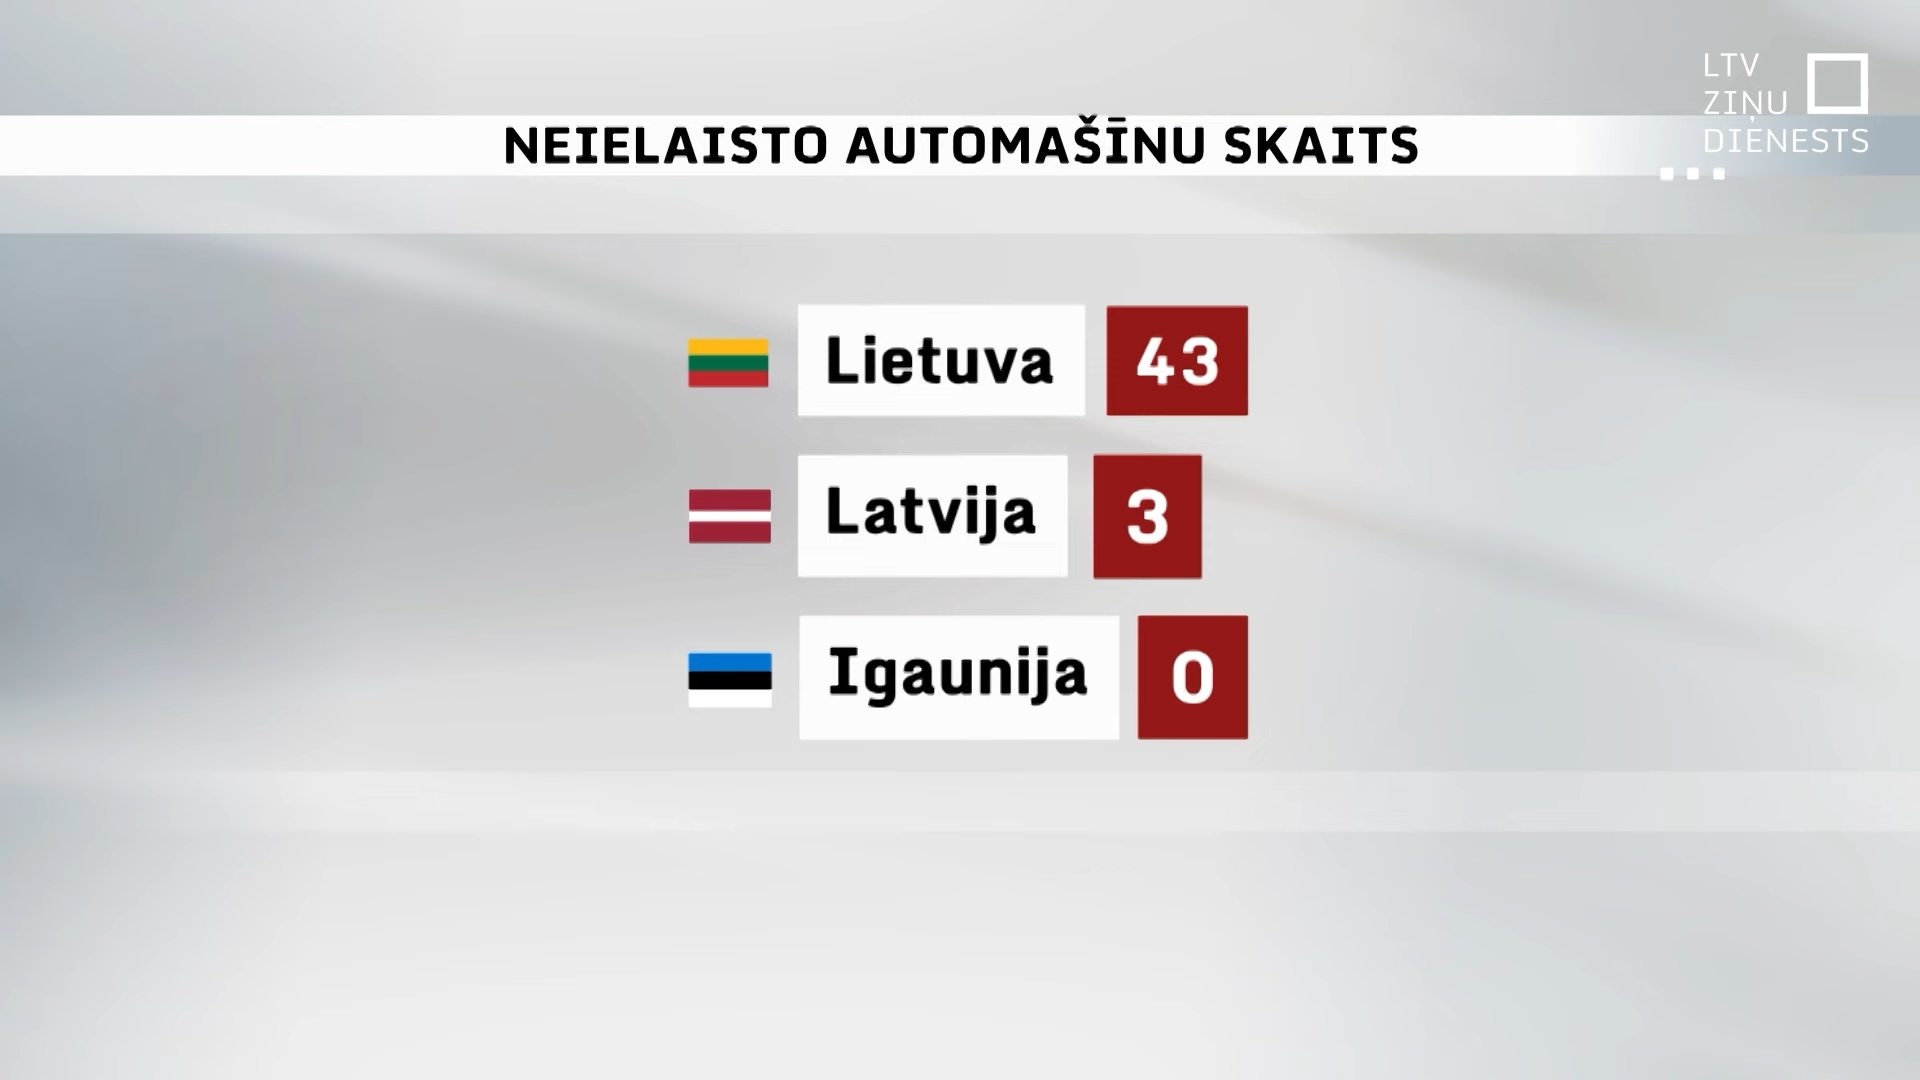 LTV
ZIŅU
DIENESTS
NEIELAISTO AUTOMAŠĪNU SKAITS
Lietuva 43
Latvija 3
Igaunija 0